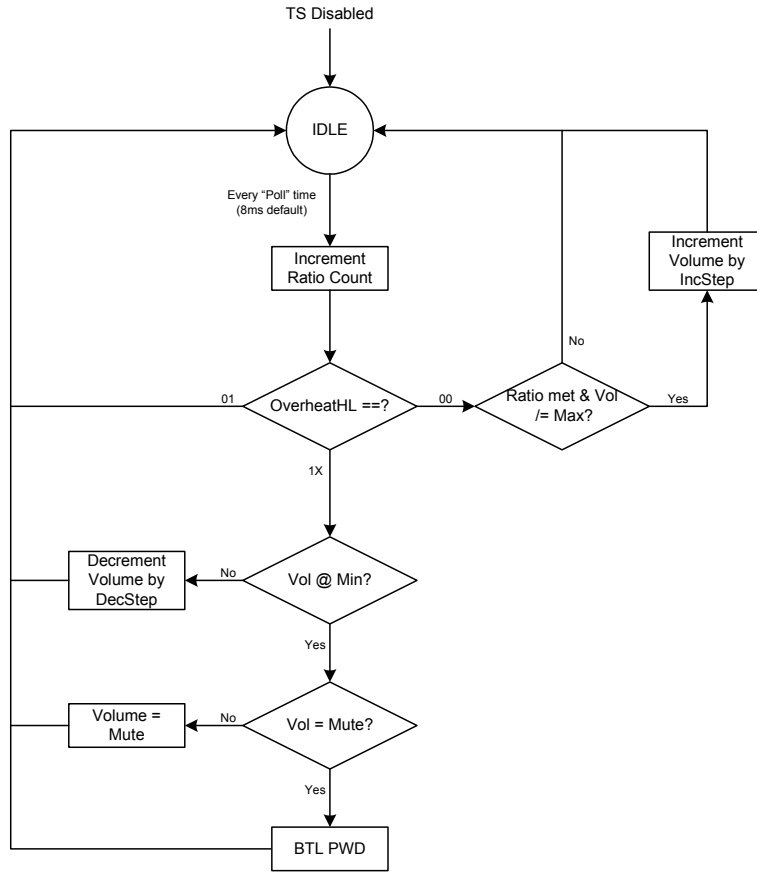 TS Disabled
IDLE
Every “Poll” time
(8ms default)
Increment
Ratio Count
Increment
Volume by
IncStep
No
01
OverheatHL ==?
00
Ratio met & Vol
/= Max?
Yes
1X
Decrement
Volume by
DecStep
No
Vol @ Min?
Yes
Volume =
Mute
No
Vol = Mute?
Yes
BTL PWD